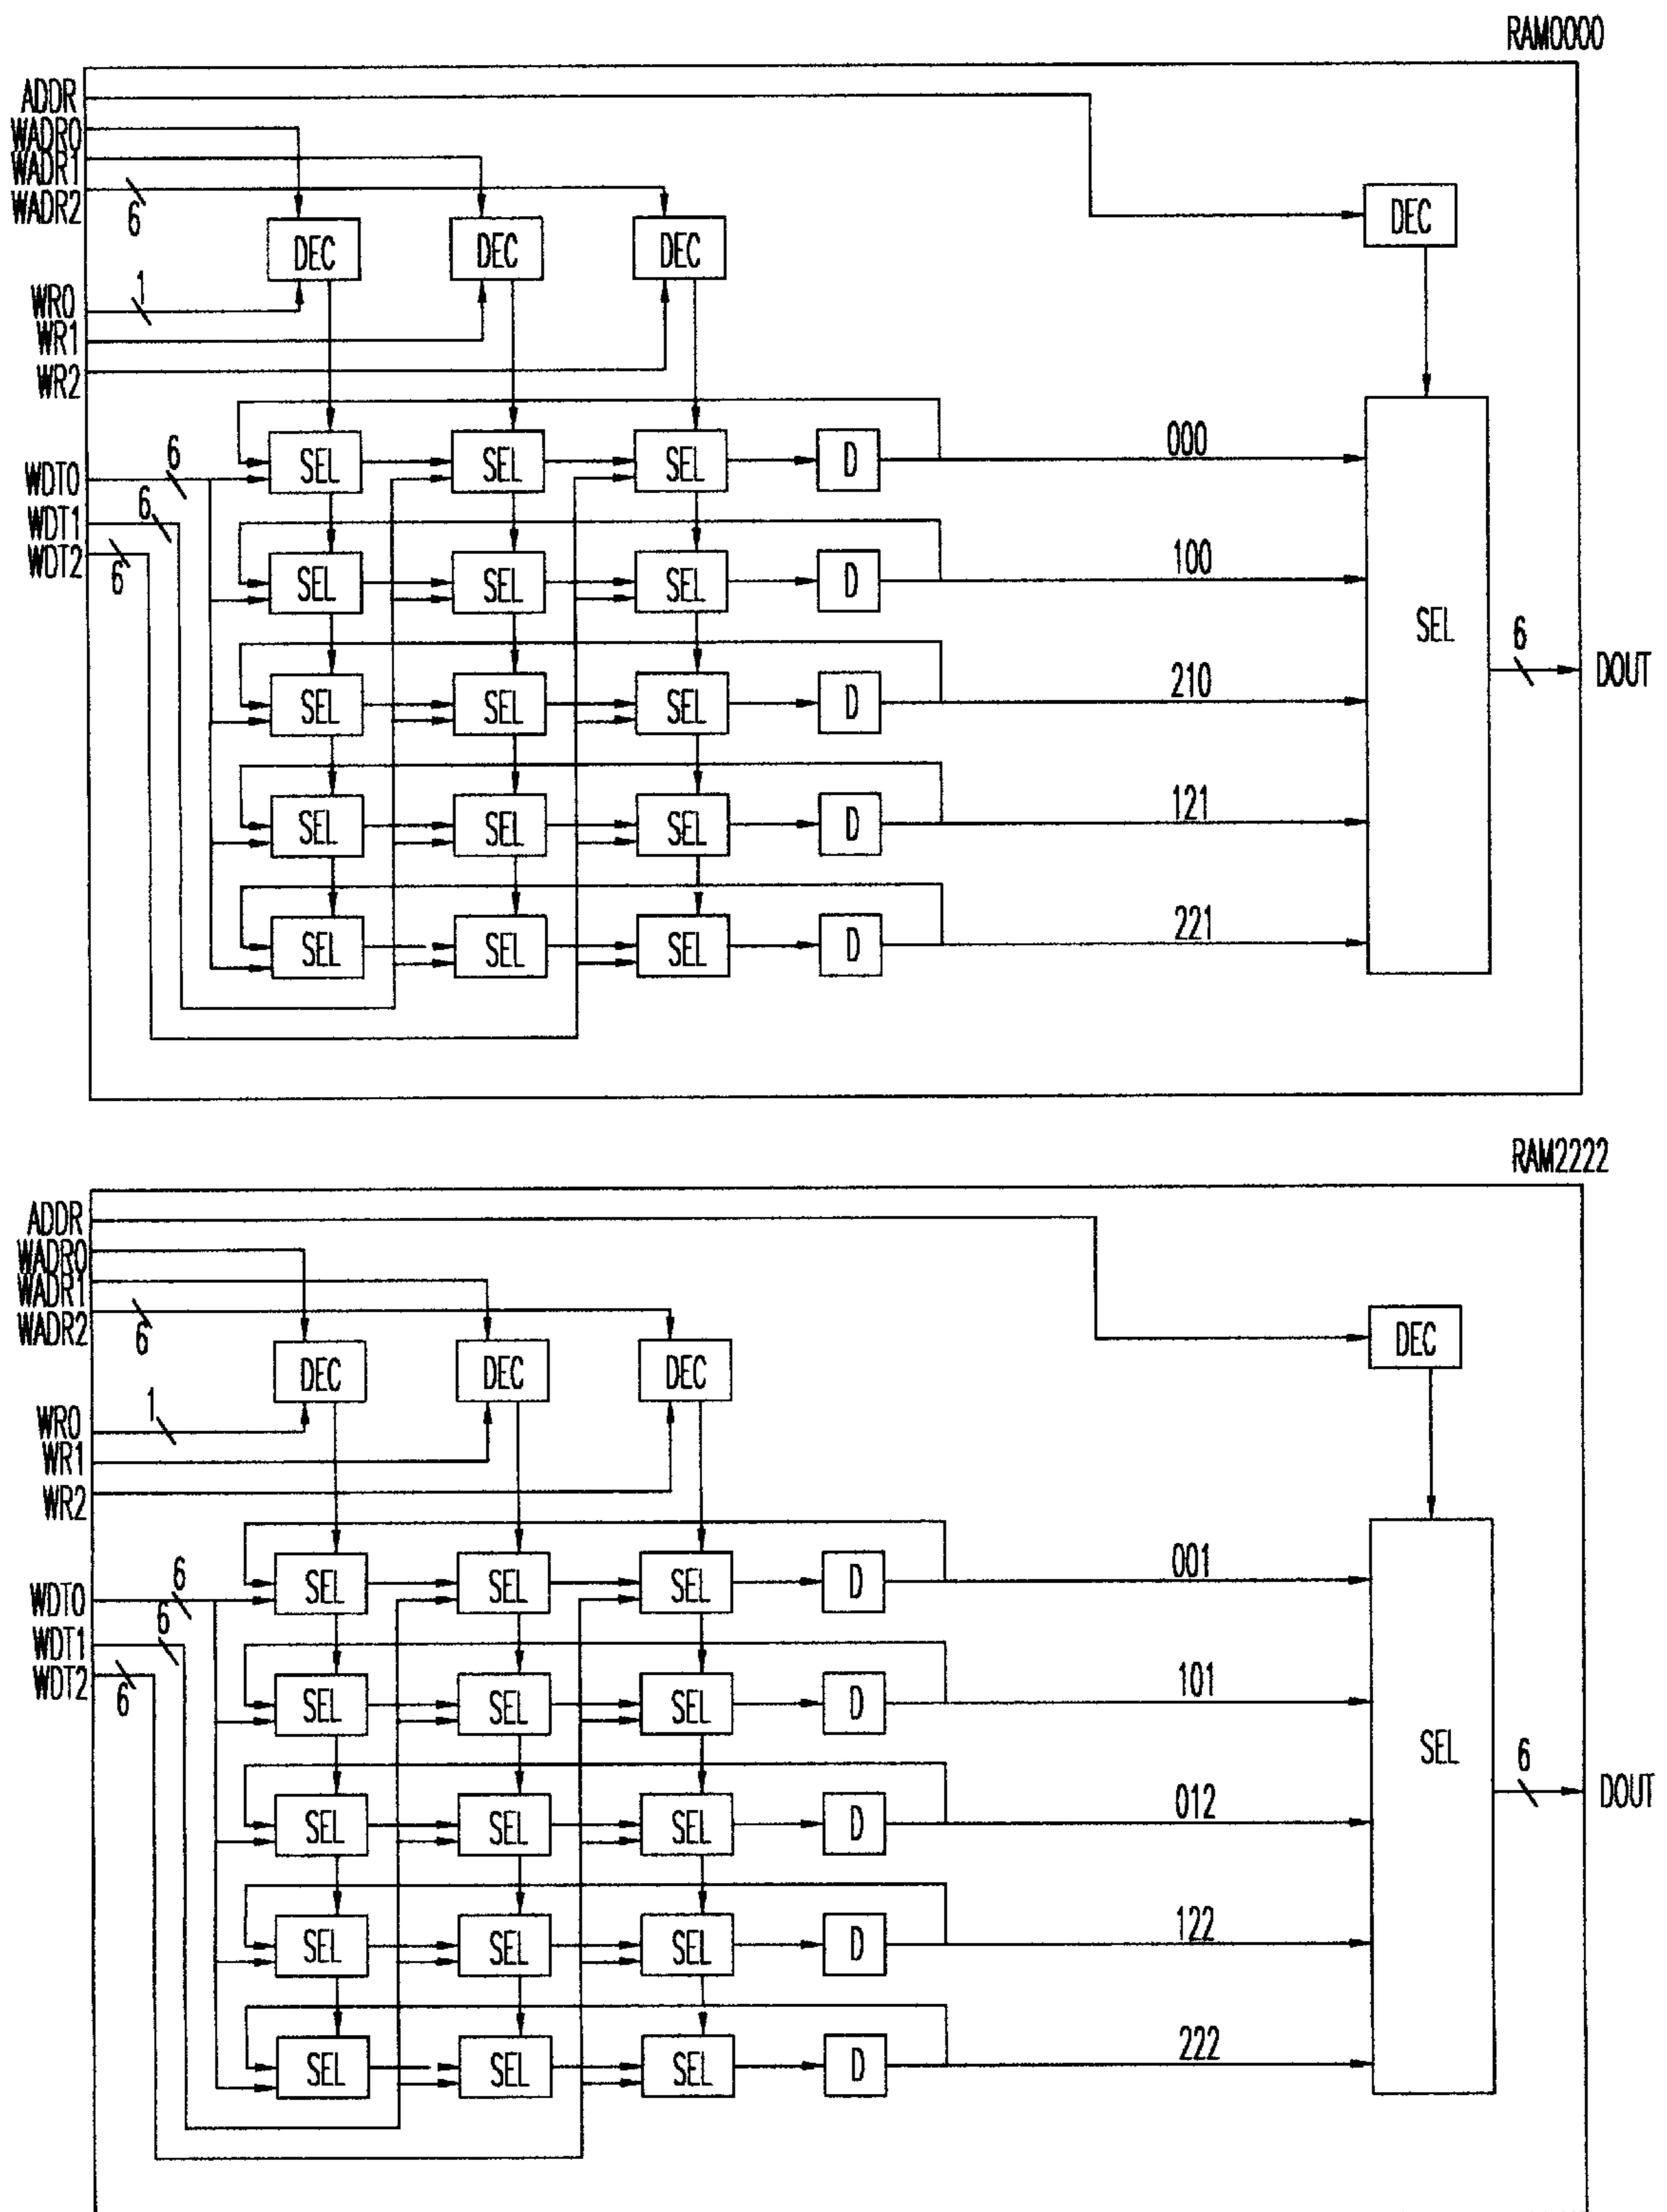 RAM0000
ADDR
WADR0
WADR1
WADR2
6
DEC
DEC DEC DEC
WR0
1
WR1
WR2
SEL SEL SEL D 000
WDT0
6
WDT1
6
WDT2
6
SEL SEL SEL D 100
SEL
6
DOUT
SEL SEL SEL D 210
SEL SEL SEL D 121
SEL SEL SEL D 221
RAM2222
ADDR
WADR0
WADR1
WADR2
6
DEC
DEC DEC DEC
WR0
1
WR1
WR2
SEL SEL SEL D 001
WDT0
6
WDT1
6
WDT2
6
SEL SEL SEL D 101
SEL
6
DOUT
SEL SEL SEL D 012
SEL SEL SEL D 122
SEL SEL SEL D 222